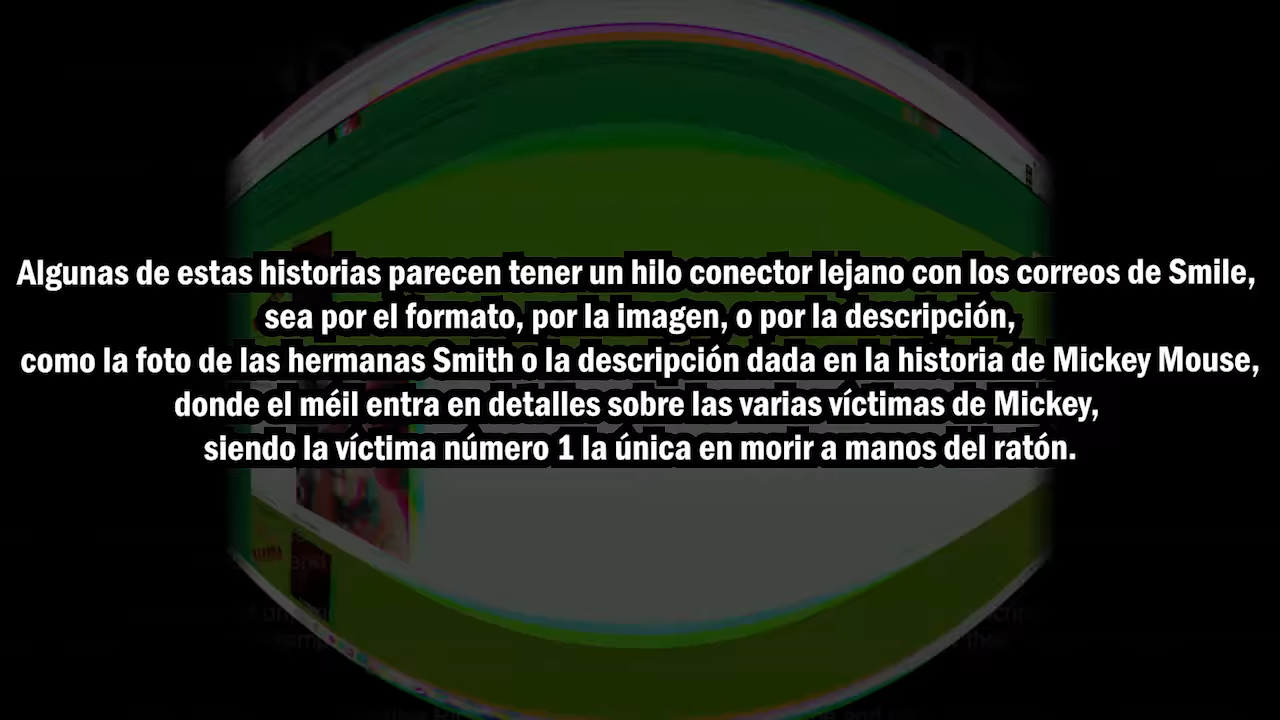 Algunas de estas historias parecen tener un hilo conector lejano con los correos de Smile,
sea por el formato, por la imagen, o por la descripción,
como la foto de las hermanas Smith o la descripción dada en la historia de Mickey Mouse,
donde el méil entra en detalles sobre las varias víctimas de Mickey,
siendo la víctima número 1 la única en morir a manos del ratón.